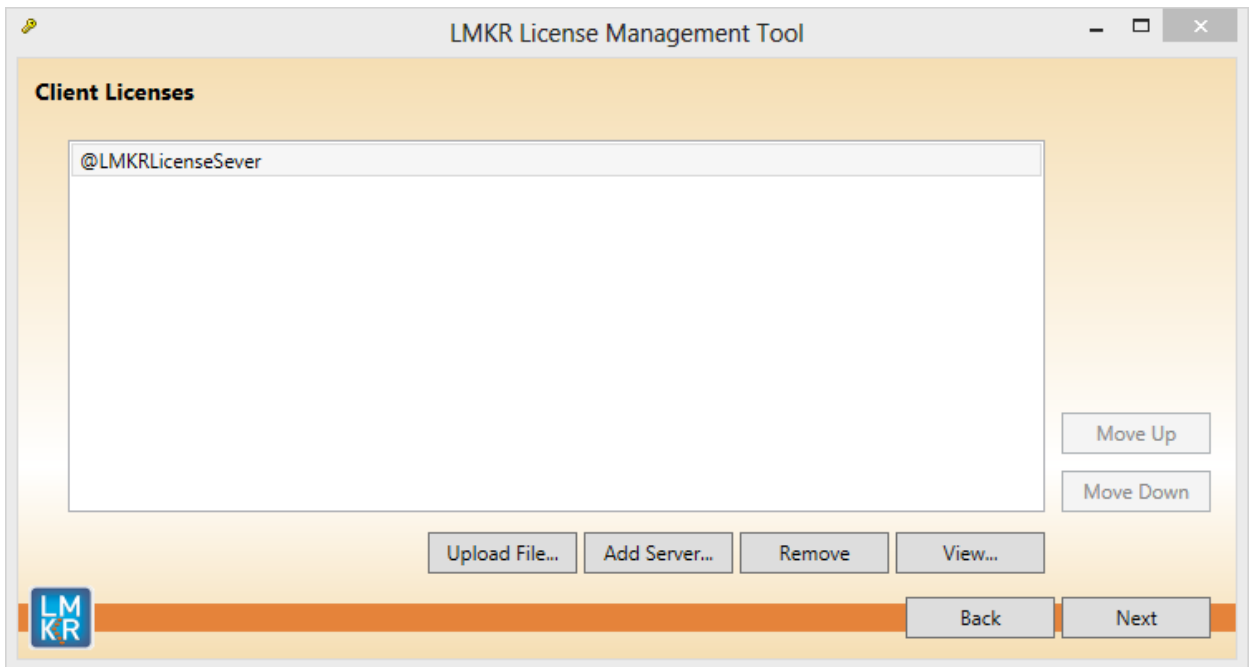 LMKR License Management Tool
Client Licenses
@LMKRLicenseSever
Move Up
Move Down
Upload File... Add Server... Remove View...
LM
KR
Back Next